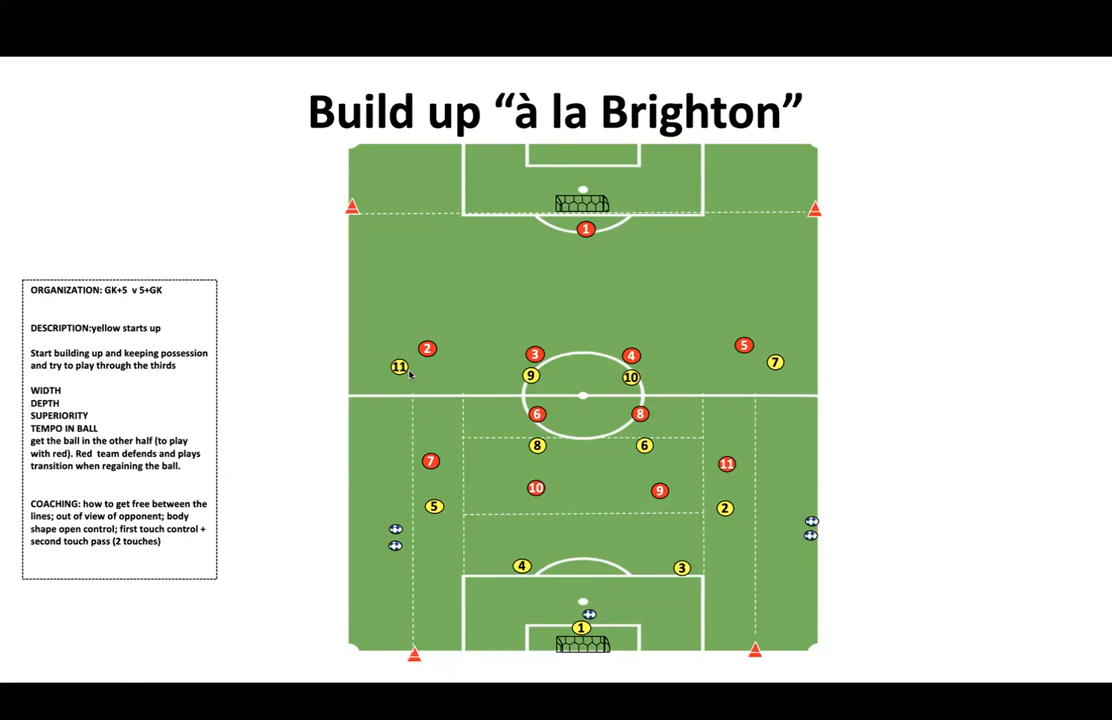 Build up “à la Brighton”
ORGANIZATION: GK+5 v 5+GK
DESCRIPTION:yellow starts up
Start building up and keeping possession
and try to play through the thirds
WIDTH
DEPTH
SUPERIORITY
TEMPO IN BALL
get the ball in the other half (to play
with red). Red team defends and plays
transition when regaining the ball.
COACHING: how to get free between the
lines; out of view of opponent; body
shape open control; first touch control +
second touch pass (2 touches)
1
2 3 4 5
11 9 10 7
6 8
8 6
7 11
10 9
5 2
4 3
1